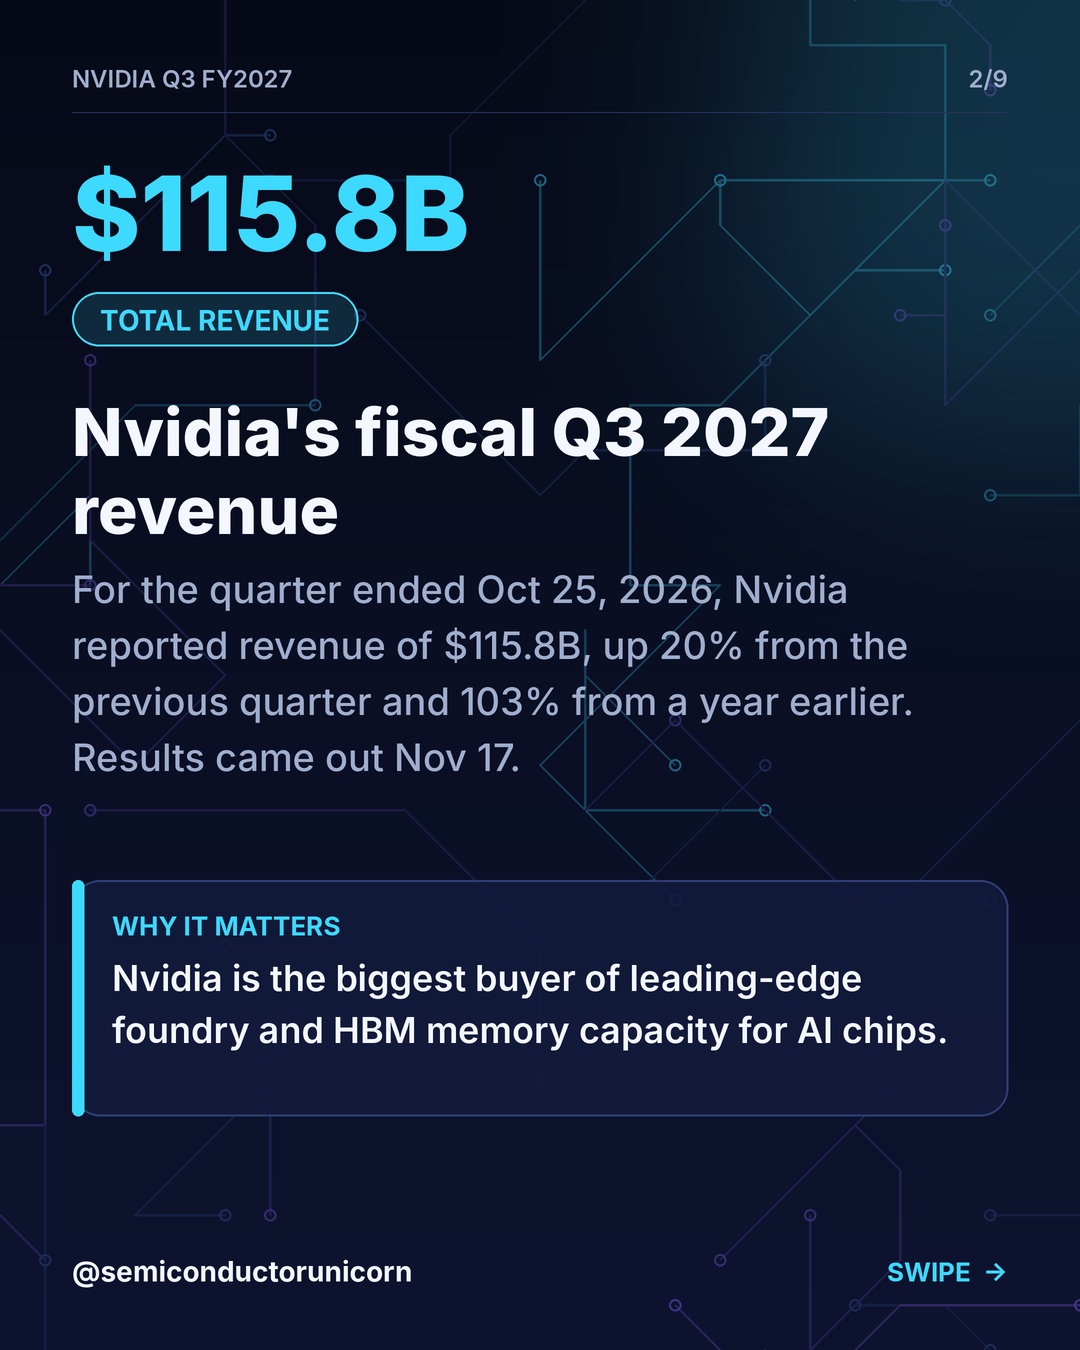 NVIDIA Q3 FY2027
2/9
$115.8B
TOTAL REVENUE
Nvidia's fiscal Q3 2027
revenue
For the quarter ended Oct 25, 2026, Nvidia
reported revenue of $115.8B, up 20% from the
previous quarter and 103% from a year earlier.
Results came out Nov 17.
WHY IT MATTERS
Nvidia is the biggest buyer of leading-edge
foundry and HBM memory capacity for AI chips.
@semiconductorunicorn
SWIPE →